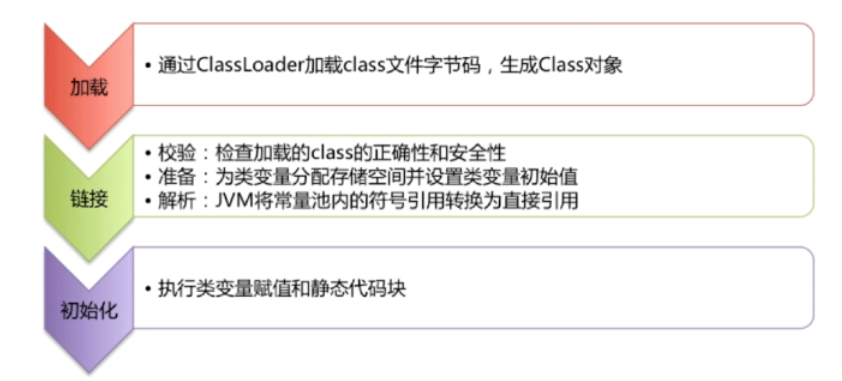 加载
• 通过ClassLoader加载class文件字节码，生成Class对象
链接
• 校验：检查加载的class的正确性和安全性
• 准备：为类变量分配存储空间并设置类变量初始值
• 解析：JVM将常量池内的符号引用转换为直接引用
初始化
• 执行类变量赋值和静态代码块